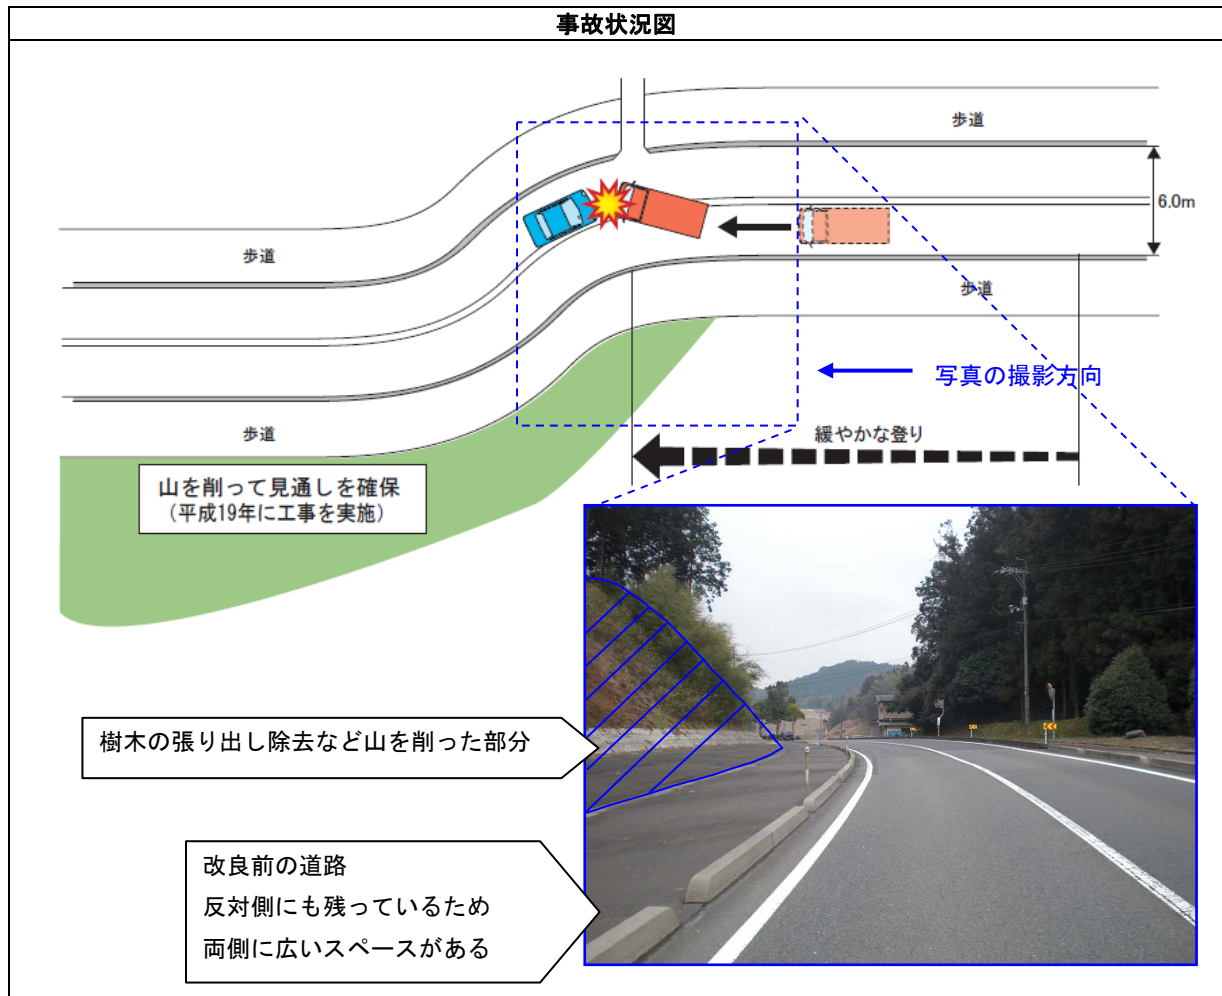 事故状況図
歩道
6.0m
歩道
歩道
写真の撮影方向
歩道
緩やかな登り
山を削って見通しを確保
（平成19年に工事を実施）
樹木の張り出し除去など山を削った部分
改良前の道路
反対側にも残っているため
両側に広いスペースがある